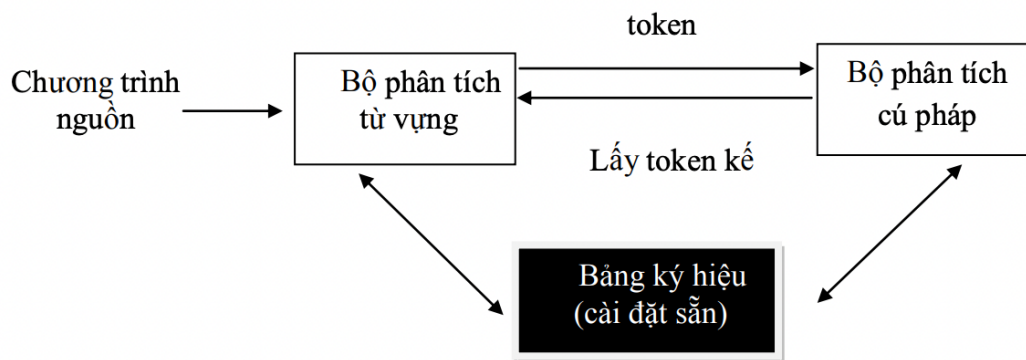 token
Chương trình
nguồn
Bộ phân tích
từ vựng
Bộ phân tích
cú pháp
Lấy token kế
Bảng ký hiệu
(cài đặt sẵn)